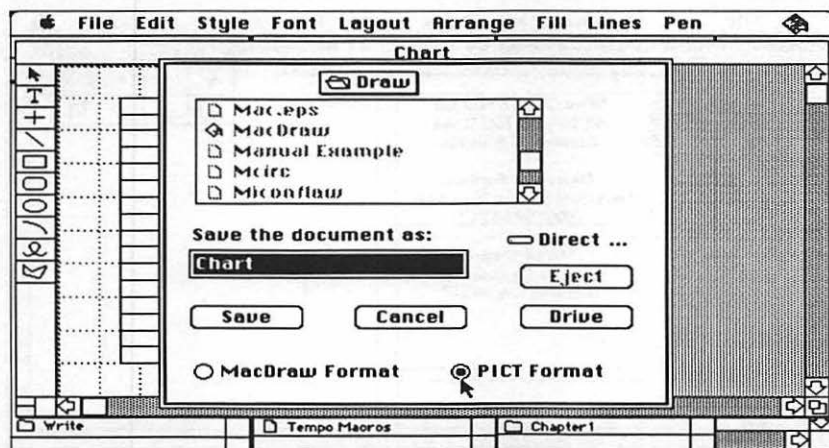 File Edit Style Font Layout Arrange Fill Lines Pen
Chart
Draw
Mac.eps
MacDraw
Manual Example
Mcirc
Miconflow
Save the document as:
Direct ...
Chart
Eject
Save Cancel Drive
MacDraw Format PICT Format
Write Tempo Macros Chapter1